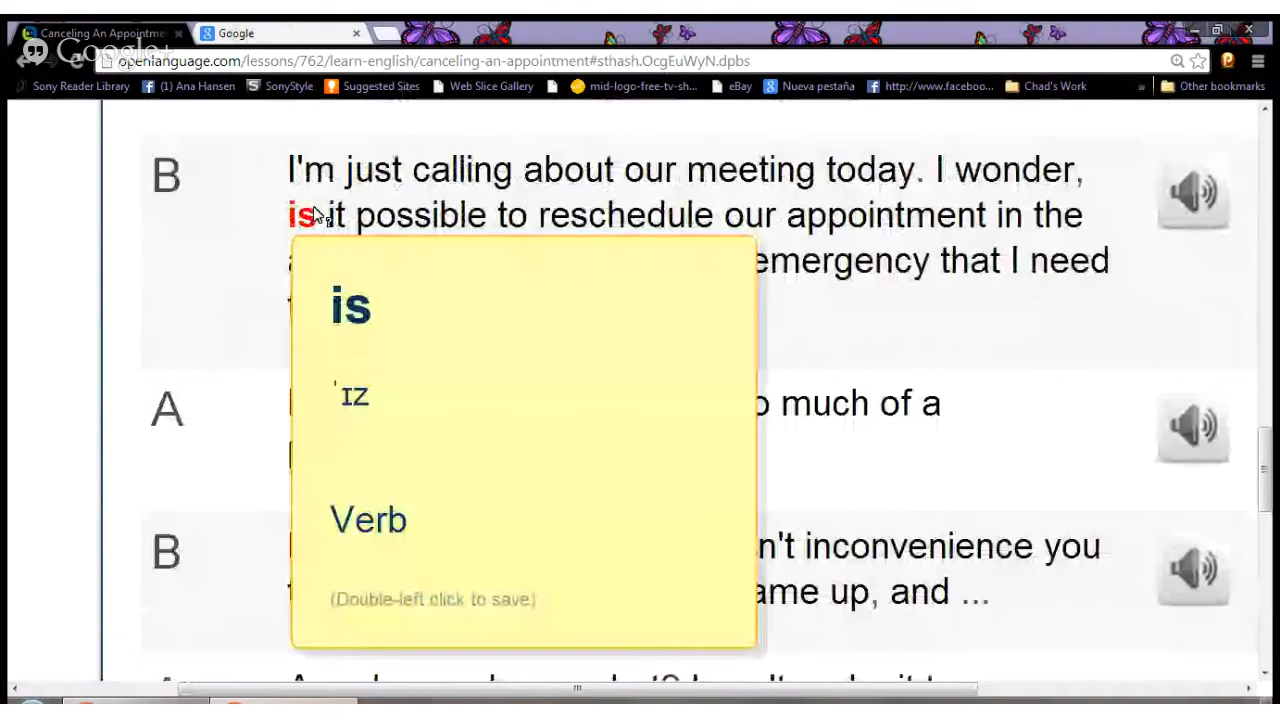 Canceling An Appointme
Google
Google+
openlanguage.com/lessons/762/learn-english/canceling-an-appointment#sthash.OcgEuWyN.dpbs
Sony Reader Library
(1) Ana Hansen
SonyStyle
Suggested Sites
Web Slice Gallery
mid-logo-free-tv-sh...
eBay
Nueva pestaña
http://www.faceboo...
Chad's Work
»
Other bookmarks
B
I'm just calling about our meeting today. I wonder,
is it possible to reschedule our appointment in the
emergency that I need
is
ˈɪz
Verb
(Double-left click to save)
A
much of a
B
n't inconvenience you
ame up, and ...